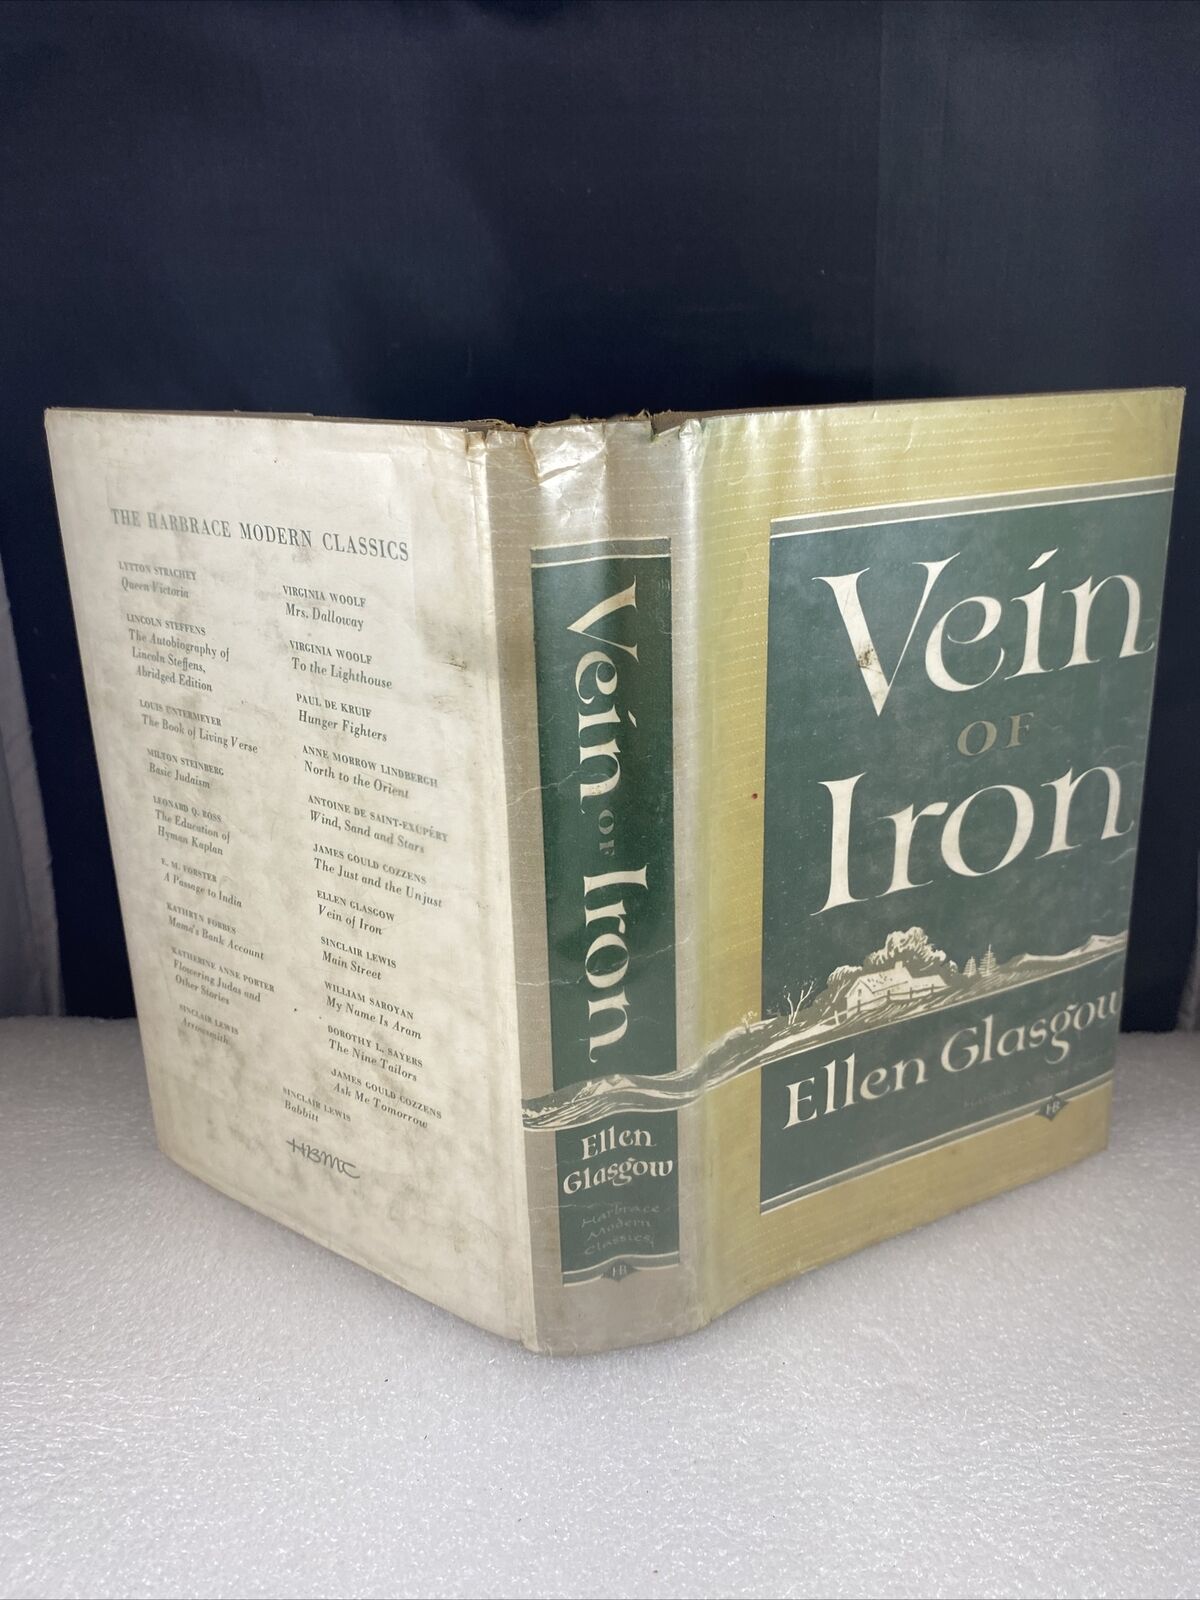 THE HARBRACE MODERN CLASSICS
LYTTON STRACHEY
Queen Victoria
LINCOLN STEFFENS
The Autobiography of
Lincoln Steffens,
Abridged Edition
LOUIS UNTERMEYER
The Book of Living Verse
MILTON STEINBERG
Basic Judaism
LEONARD Q. ROSS
The Education of
Hyman Kaplan
E. M. FORSTER
A Passage to India
KATHRYN FORBES
Mama's Bank Account
KATHERINE ANNE PORTER
Flowering Judas and
Other Stories
SINCLAIR LEWIS
Arrowsmith
VIRGINIA WOOLF
Mrs. Dalloway
VIRGINIA WOOLF
To the Lighthouse
PAUL DE KRUIF
Hunger Fighters
ANNE MORROW LINDBERGH
North to the Orient
ANTOINE DE SAINT-EXUPÉRY
Wind, Sand and Stars
JAMES GOULD COZZENS
The Just and the Unjust
ELLEN GLASGOW
Vein of Iron
SINCLAIR LEWIS
Main Street
WILLIAM SAROYAN
My Name Is Aram
DOROTHY L. SAYERS
The Nine Tailors
JAMES GOULD COZZENS
Ask Me Tomorrow
SINCLAIR LEWIS
Babbitt
HBMC
Vein OF Iron
Ellen
Glasgow
Harbrace
Modern
Classics
HB
Vein
OF
Iron
Ellen Glasgow
HB